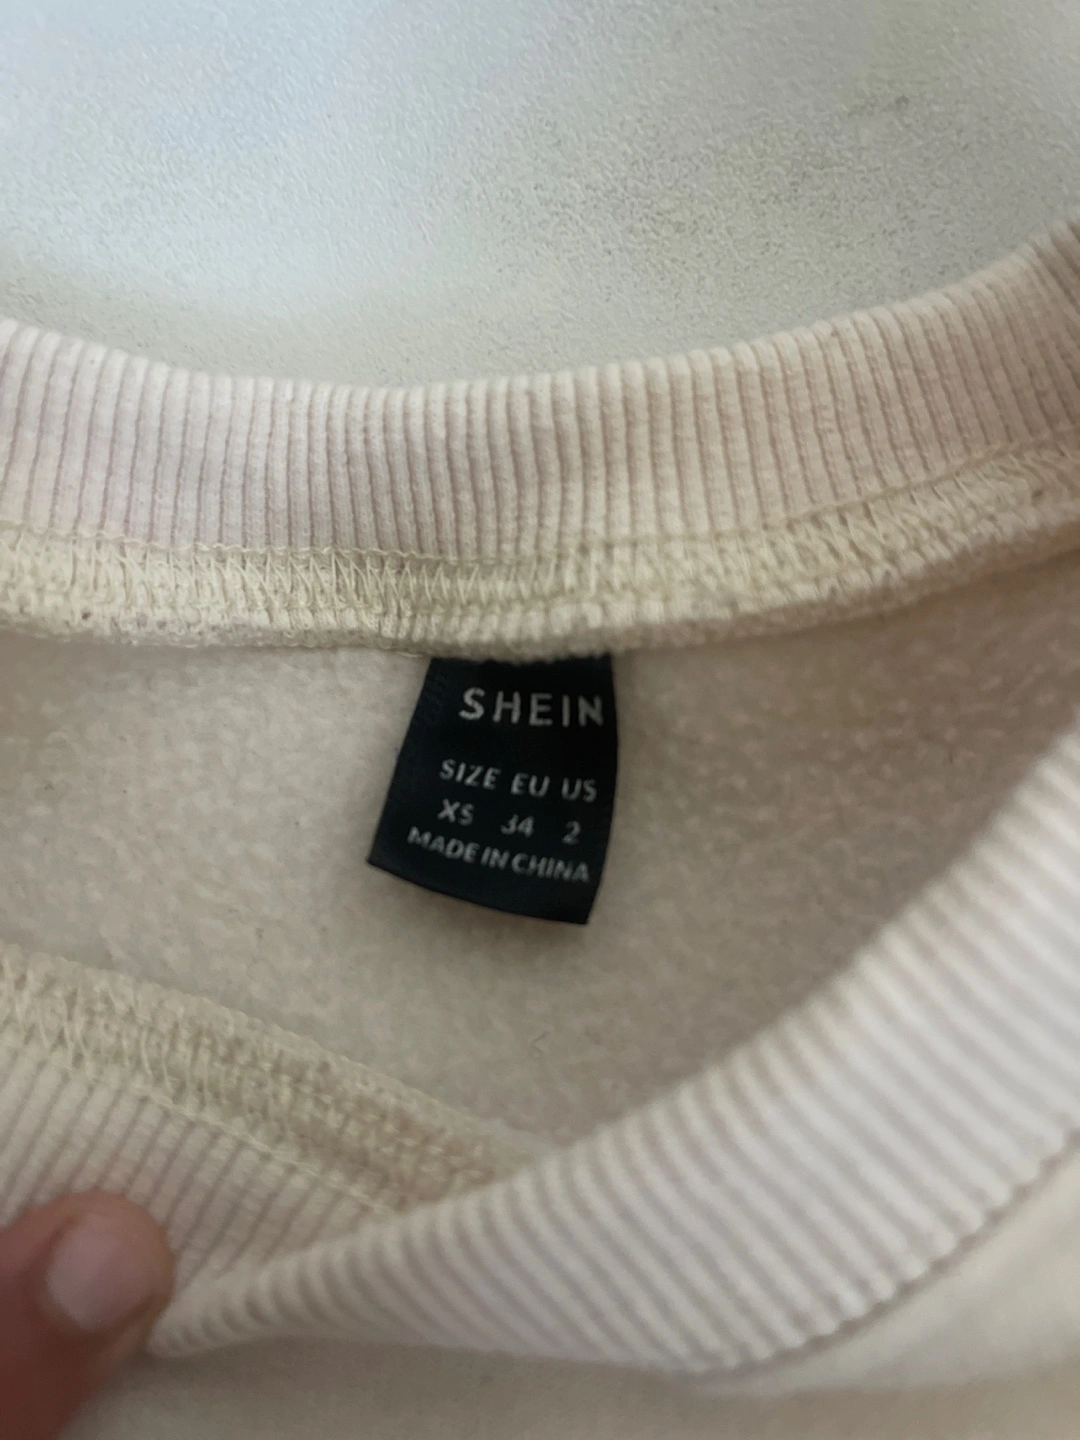 SHEIN
SIZE EU US
XS 34 2
MADE IN CHINA